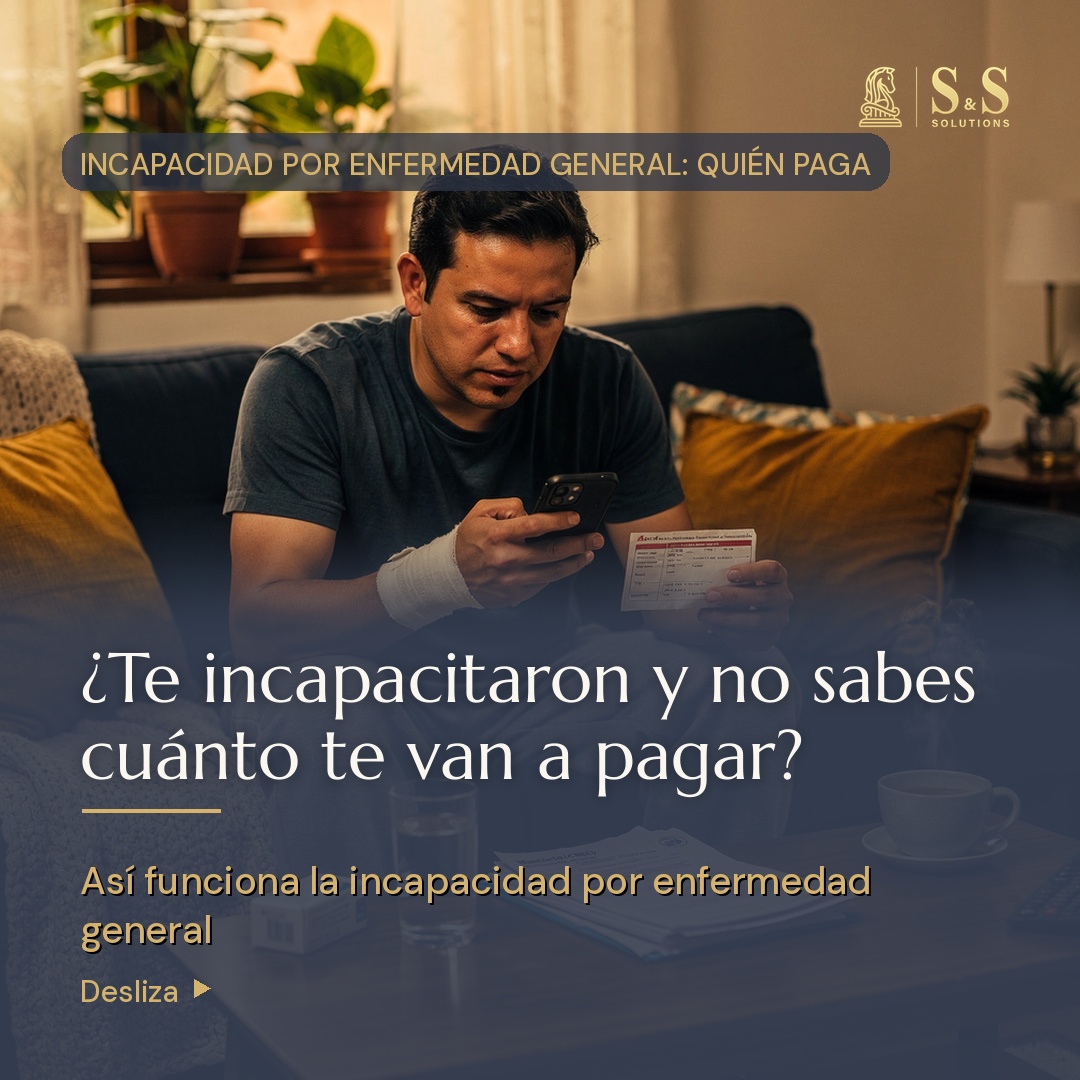 S&S
SOLUTIONS
INCAPACIDAD POR ENFERMEDAD GENERAL: QUIÉN PAGA
¿Te incapacitaron y no sabes
cuánto te van a pagar?
Así funciona la incapacidad por enfermedad
general
Desliza